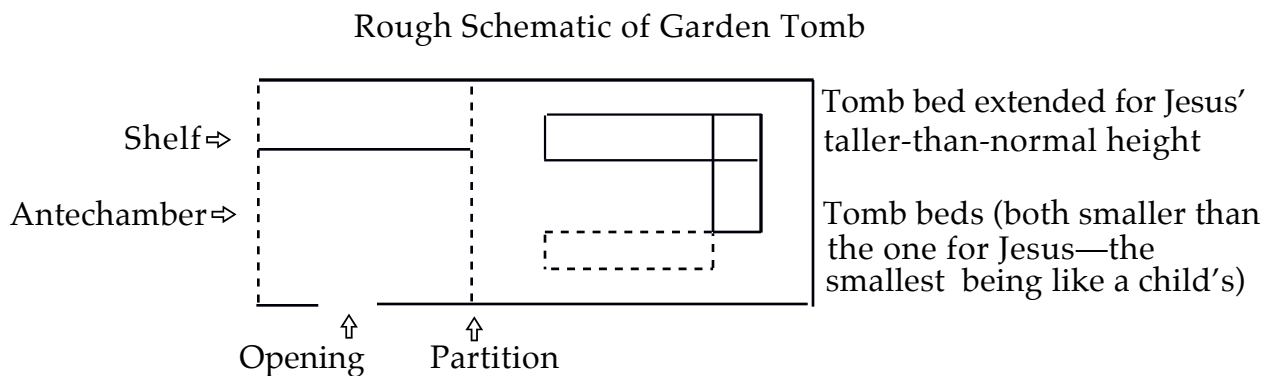 Rough Schematic of Garden Tomb
Tomb bed extended for Jesus’
taller-than-normal height
Shelf⇨
Antechamber⇨
Tomb beds (both smaller than
the one for Jesus—the
smallest being like a child’s)
Opening
Partition